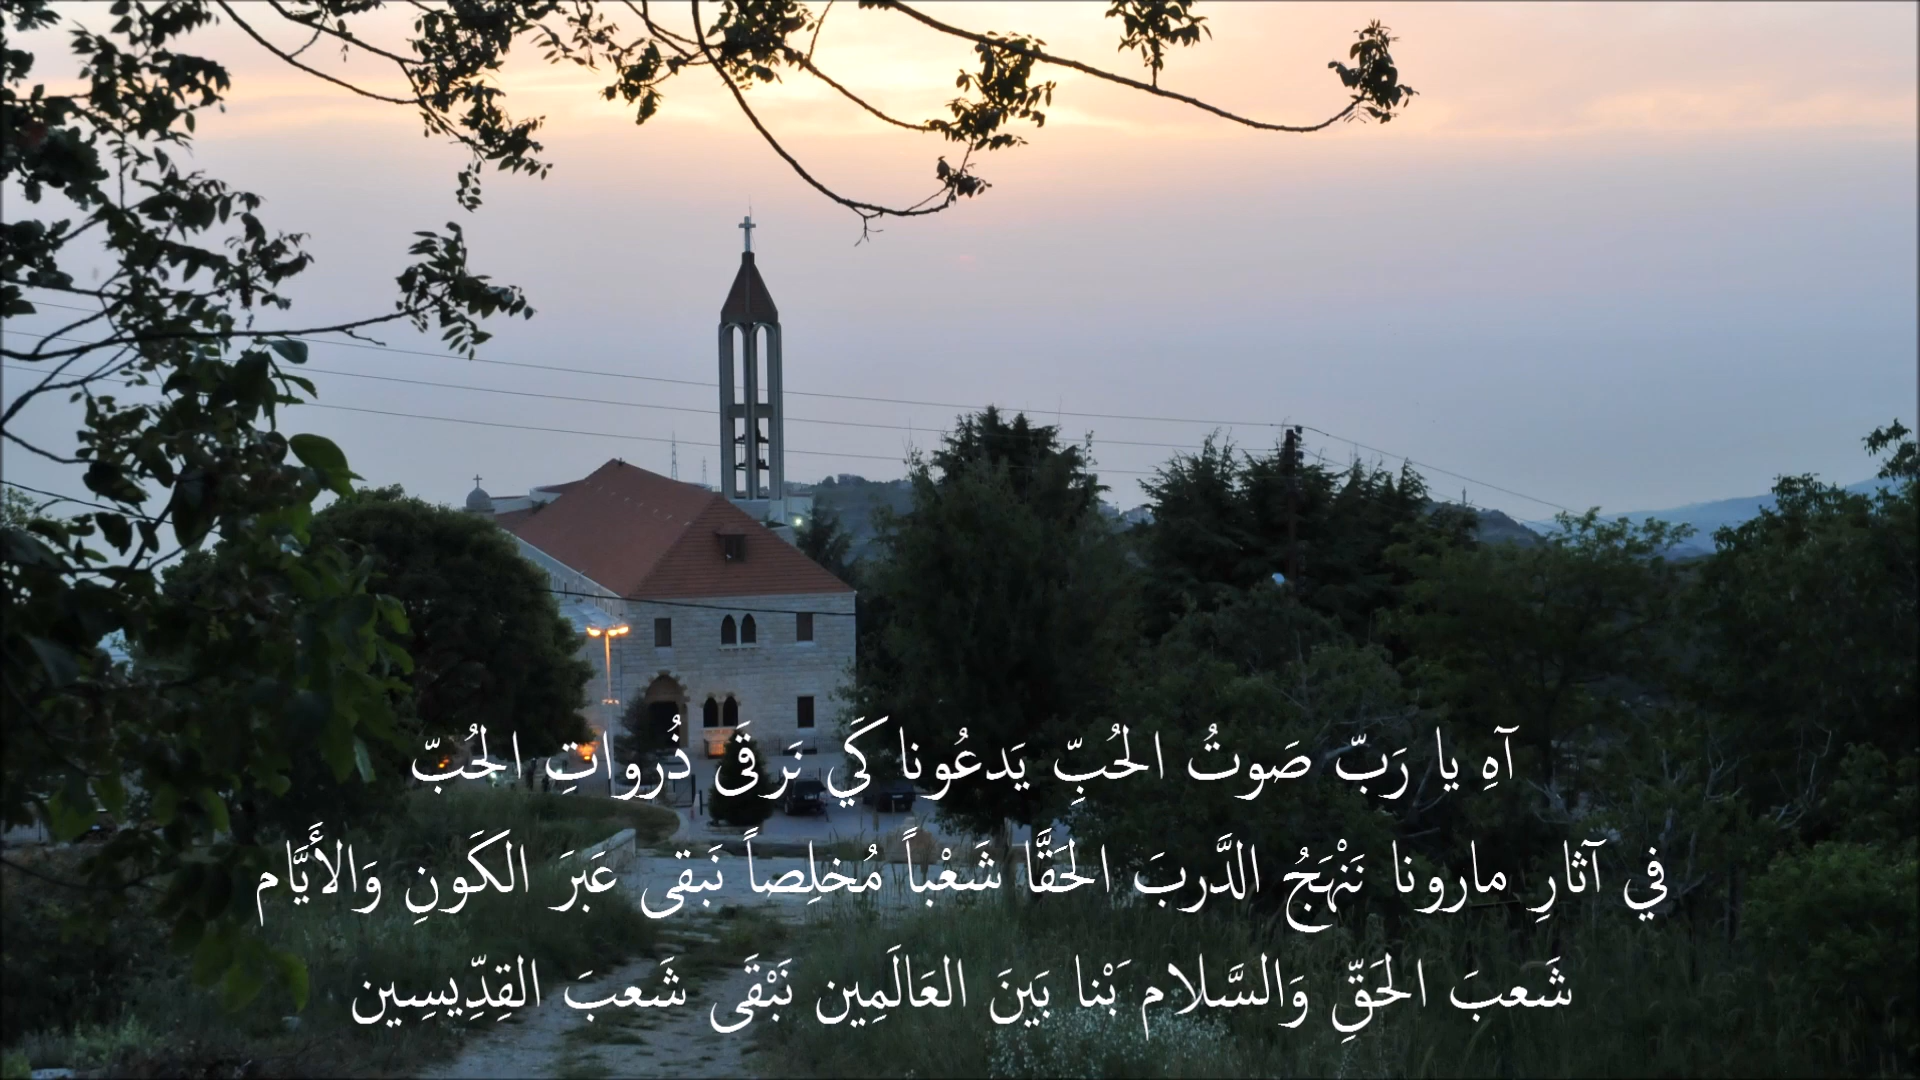 آهِ يا رَبّ صَوتُ الحُبِّ يَدعُونا كَي نَرقَى ذُرواتِ الحُبّ
في آثارِ مارونا نَنْهَجُ الدَّربَ الحَقَّا شَعْباً مُخلِصاً نَبقى عَبرَ الكَونِ وَالأَيَّام
شَعبَ الحَقِّ وَالسَّلام بَنْا بَينَ العَالَمِين نَبْقَى شَعبَ القِدِّيسِين